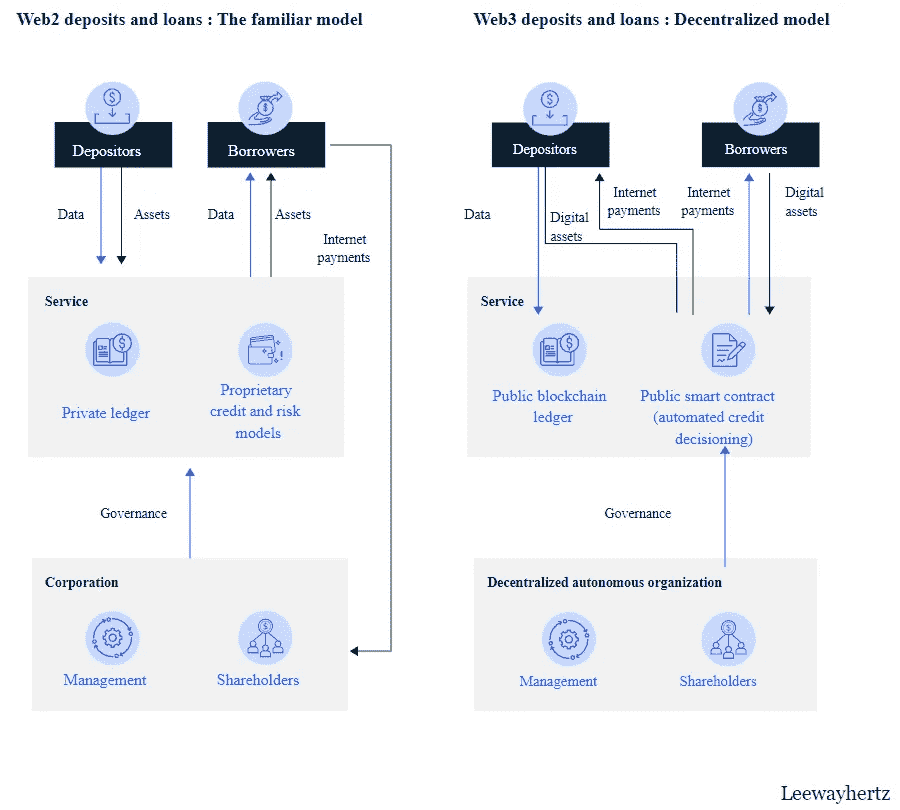 Web2 deposits and loans : The familiar model
Depositors
Borrowers
Data
Assets
Data
Assets
Internet
payments
Service
Private ledger
Proprietary
credit and risk
models
Governance
Corporation
Management
Shareholders
Web3 deposits and loans : Decentralized model
Depositors
Borrowers
Data
Digital
assets
Internet
payments
Internet
payments
Digital
assets
Service
Public blockchain
ledger
Public smart contract
(automated credit
decisioning)
Governance
Decentralized autonomous organization
Management
Shareholders
Leewayhertz